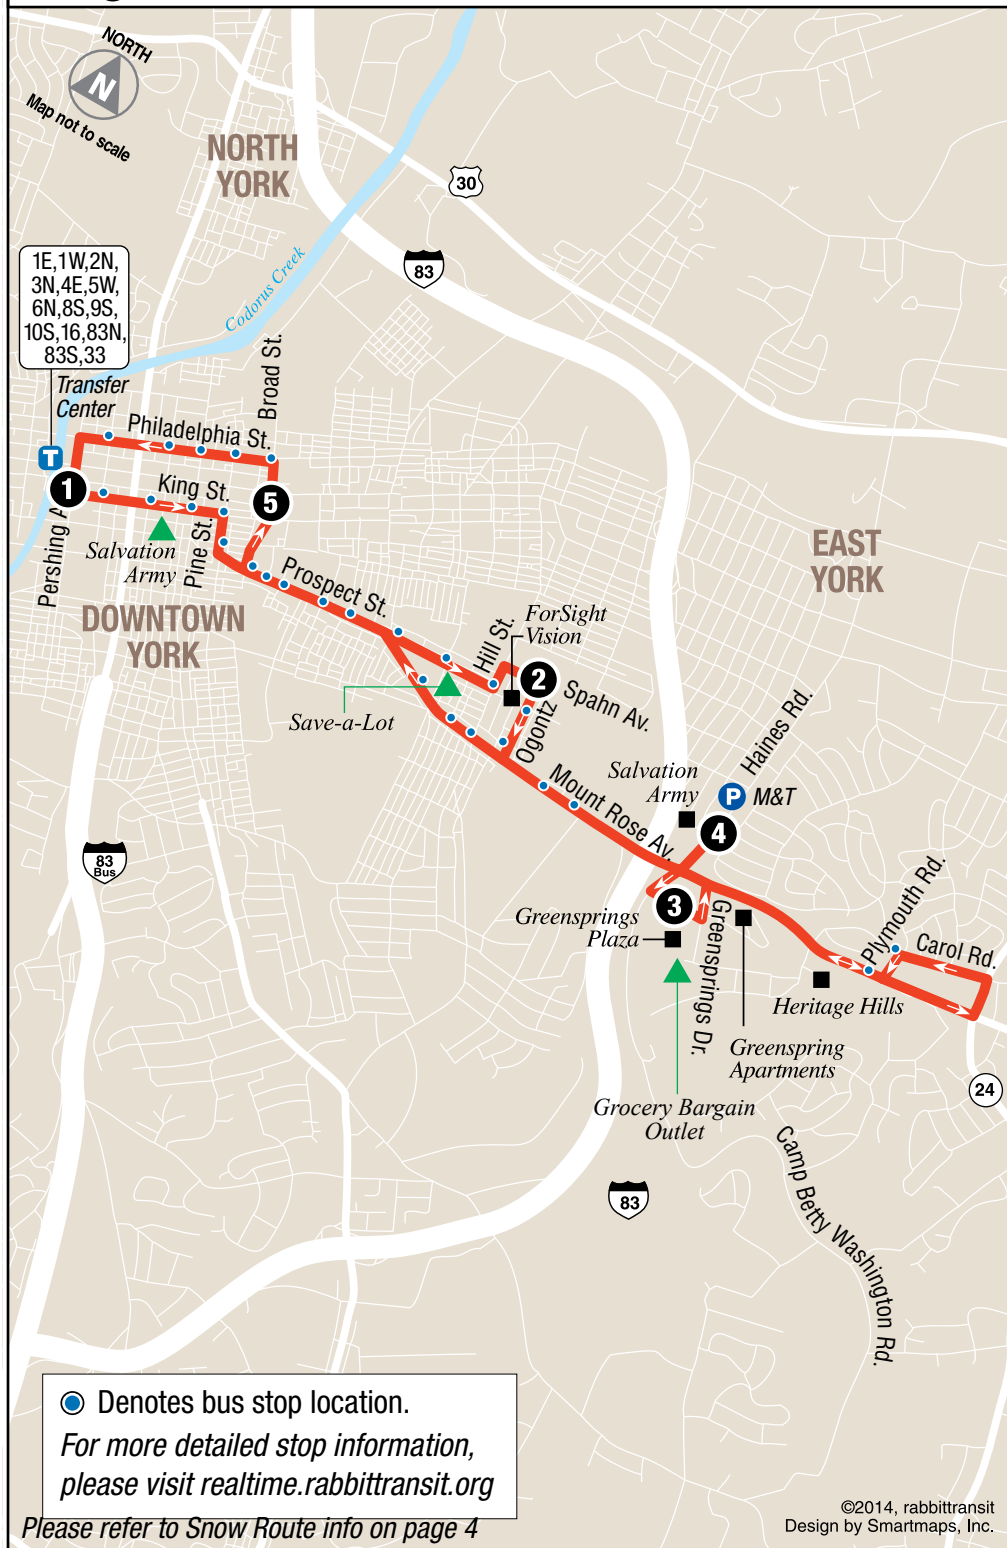 NORTH
N
Map not to scale
NORTH
YORK
30
83
Codorus Creek
1E,1W,2N,
3N,4E,5W,
6N,8S,9S,
10S,16,83N,
83S,33
Transfer
Center
T
Broad St.
Philadelphia St.
1
King St.
5
Pershing A
Salvation
Army
Pine St.
Prospect St.
DOWNTOWN
YORK
EAST
YORK
ForSight
Vision
Hill St.
2
Spahn Av.
Ogontz
Save-a-Lot
Haines Rd.
Salvation
Army
P M&T
4
Mount Rose Av.
83
Bus
3
Greensprings
Plaza
Greensprings Dr.
Plymouth Rd.
Carol Rd.
Heritage Hills
Greenspring
Apartments
24
Grocery Bargain
Outlet
Camp Betty Washington Rd.
83
Denotes bus stop location.
For more detailed stop information,
please visit realtime.rabbittransit.org
Please refer to Snow Route info on page 4
©2014, rabbittransit
Design by Smartmaps, Inc.